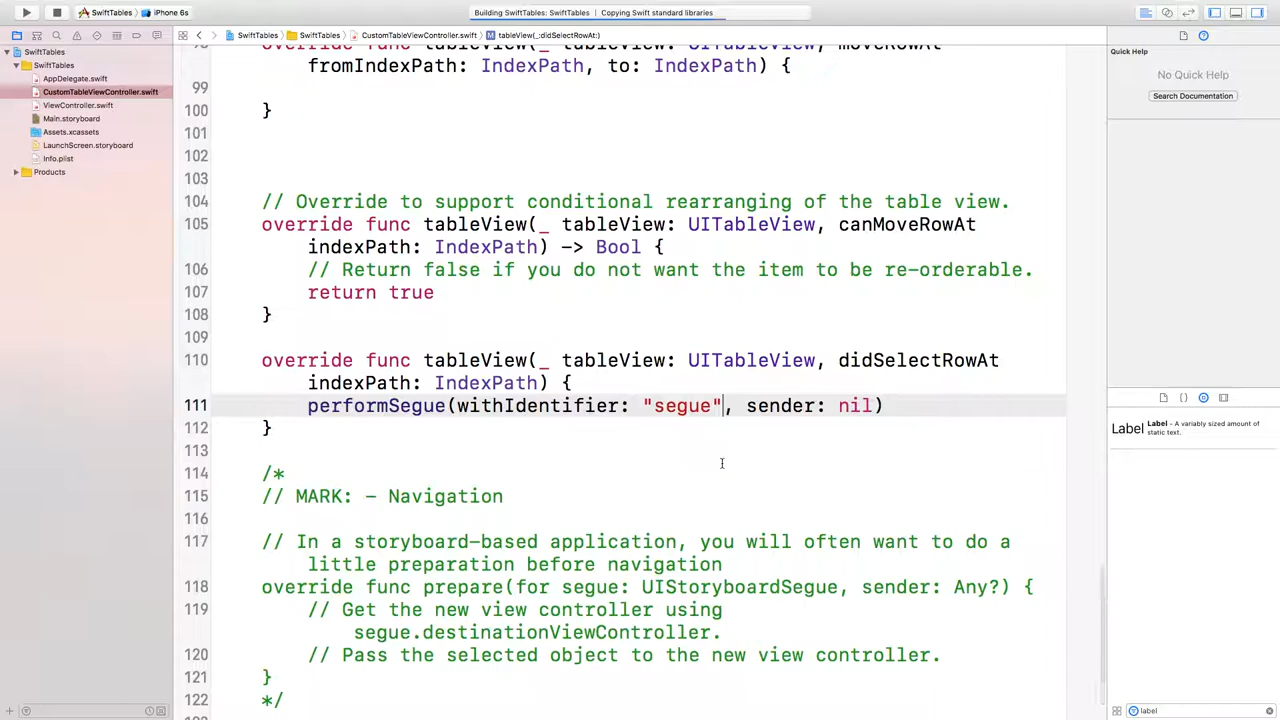 SwiftTables
iPhone 6s
Building SwiftTables: SwiftTables | Copying Swift standard libraries
SwiftTables
SwiftTables
CustomTableViewController.swift
M
tableView(_:didSelectRowAt:)
SwiftTables
SwiftTables
AppDelegate.swift
CustomTableViewController.swift
ViewController.swift
Main.storyboard
Assets.xcassets
LaunchScreen.storyboard
Info.plist
Products
98 override func tableView(_ tableView: UITableView, moveRowAt
fromIndexPath: IndexPath, to: IndexPath) {
99
100 }
101
102
103
104 // Override to support conditional rearranging of the table view.
105 override func tableView(_ tableView: UITableView, canMoveRowAt
indexPath: IndexPath) -> Bool {
106 // Return false if you do not want the item to be re-orderable.
107 return true
108 }
109
110 override func tableView(_ tableView: UITableView, didSelectRowAt
indexPath: IndexPath) {
111 performSegue(withIdentifier: "segue", sender: nil)
112 }
113
114 /*
115 // MARK: - Navigation
116
117 // In a storyboard-based application, you will often want to do a
little preparation before navigation
118 override func prepare(for segue: UIStoryboardSegue, sender: Any?) {
119 // Get the new view controller using
segue.destinationViewController.
120 // Pass the selected object to the new view controller.
121 }
122 */
Quick Help
No Quick Help
Search Documentation
Label
Label - A variably sized amount of
static text.
label